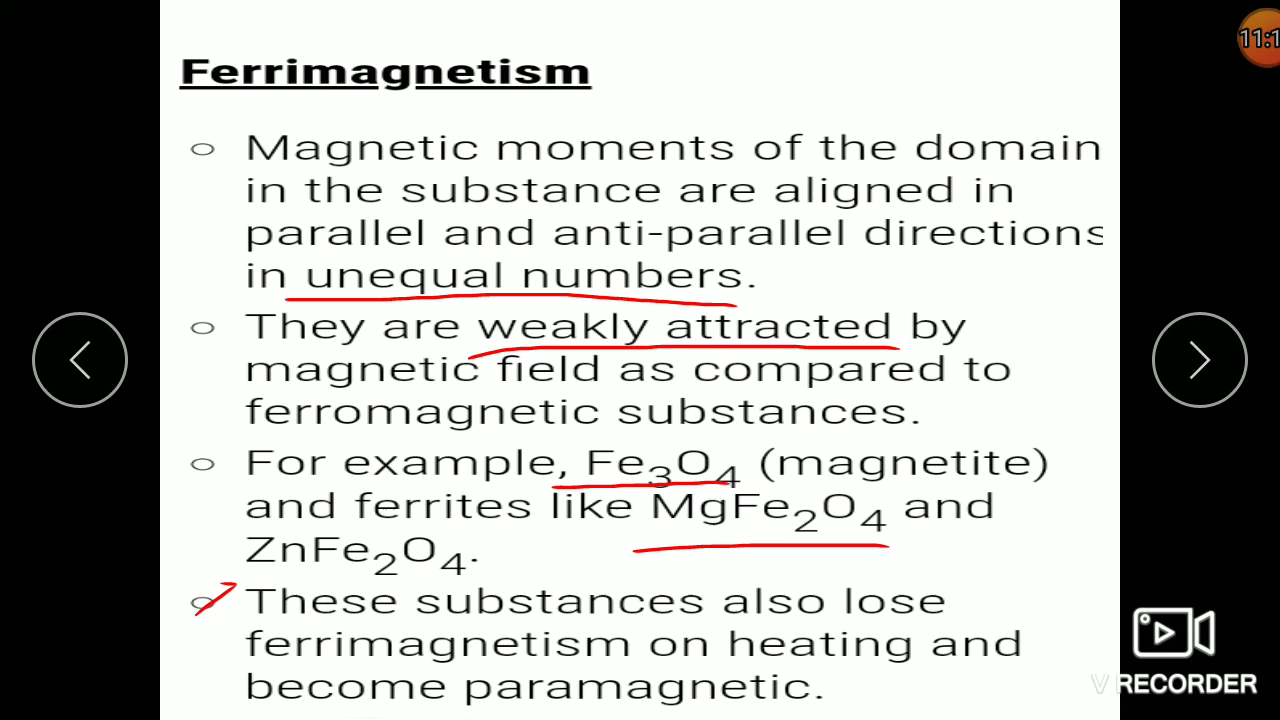 11:1
Ferrimagnetism
○ Magnetic moments of the domain
in the substance are aligned in
parallel and anti-parallel directions
in unequal numbers.
○ They are weakly attracted by
magnetic field as compared to
ferromagnetic substances.
○ For example, Fe₃O₄ (magnetite)
and ferrites like MgFe₂O₄ and
ZnFe₂O₄.
○ These substances also lose
ferrimagnetism on heating and
become paramagnetic.
V RECORDER